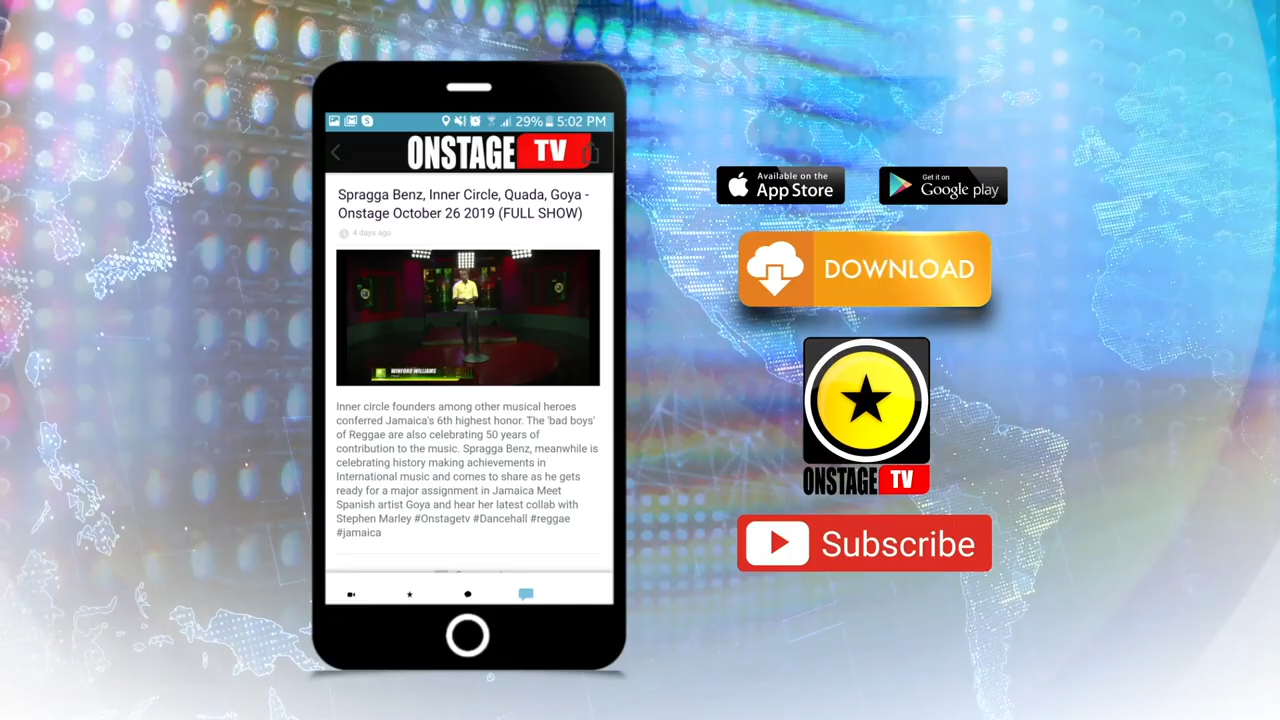 29% 5:02 PM
ONSTAGE TV
Spragga Benz, Inner Circle, Quada, Goya -
Onstage October 26 2019 (FULL SHOW)
4 days ago
WINFORD WILLIAMS
Inner circle founders among other musical heroes
conferred Jamaica's 6th highest honor. The 'bad boys'
of Reggae are also celebrating 50 years of
contribution to the music. Spragga Benz, meanwhile is
celebrating history making achievements in
International music and comes to share as he gets
ready for a major assignment in Jamaica Meet
Spanish artist Goya and hear her latest collab with
Stephen Marley #Onstagetv #Dancehall #reggae
#jamaica
Available on the
App Store
Get it on
Google play
DOWNLOAD
ONSTAGE TV
Subscribe